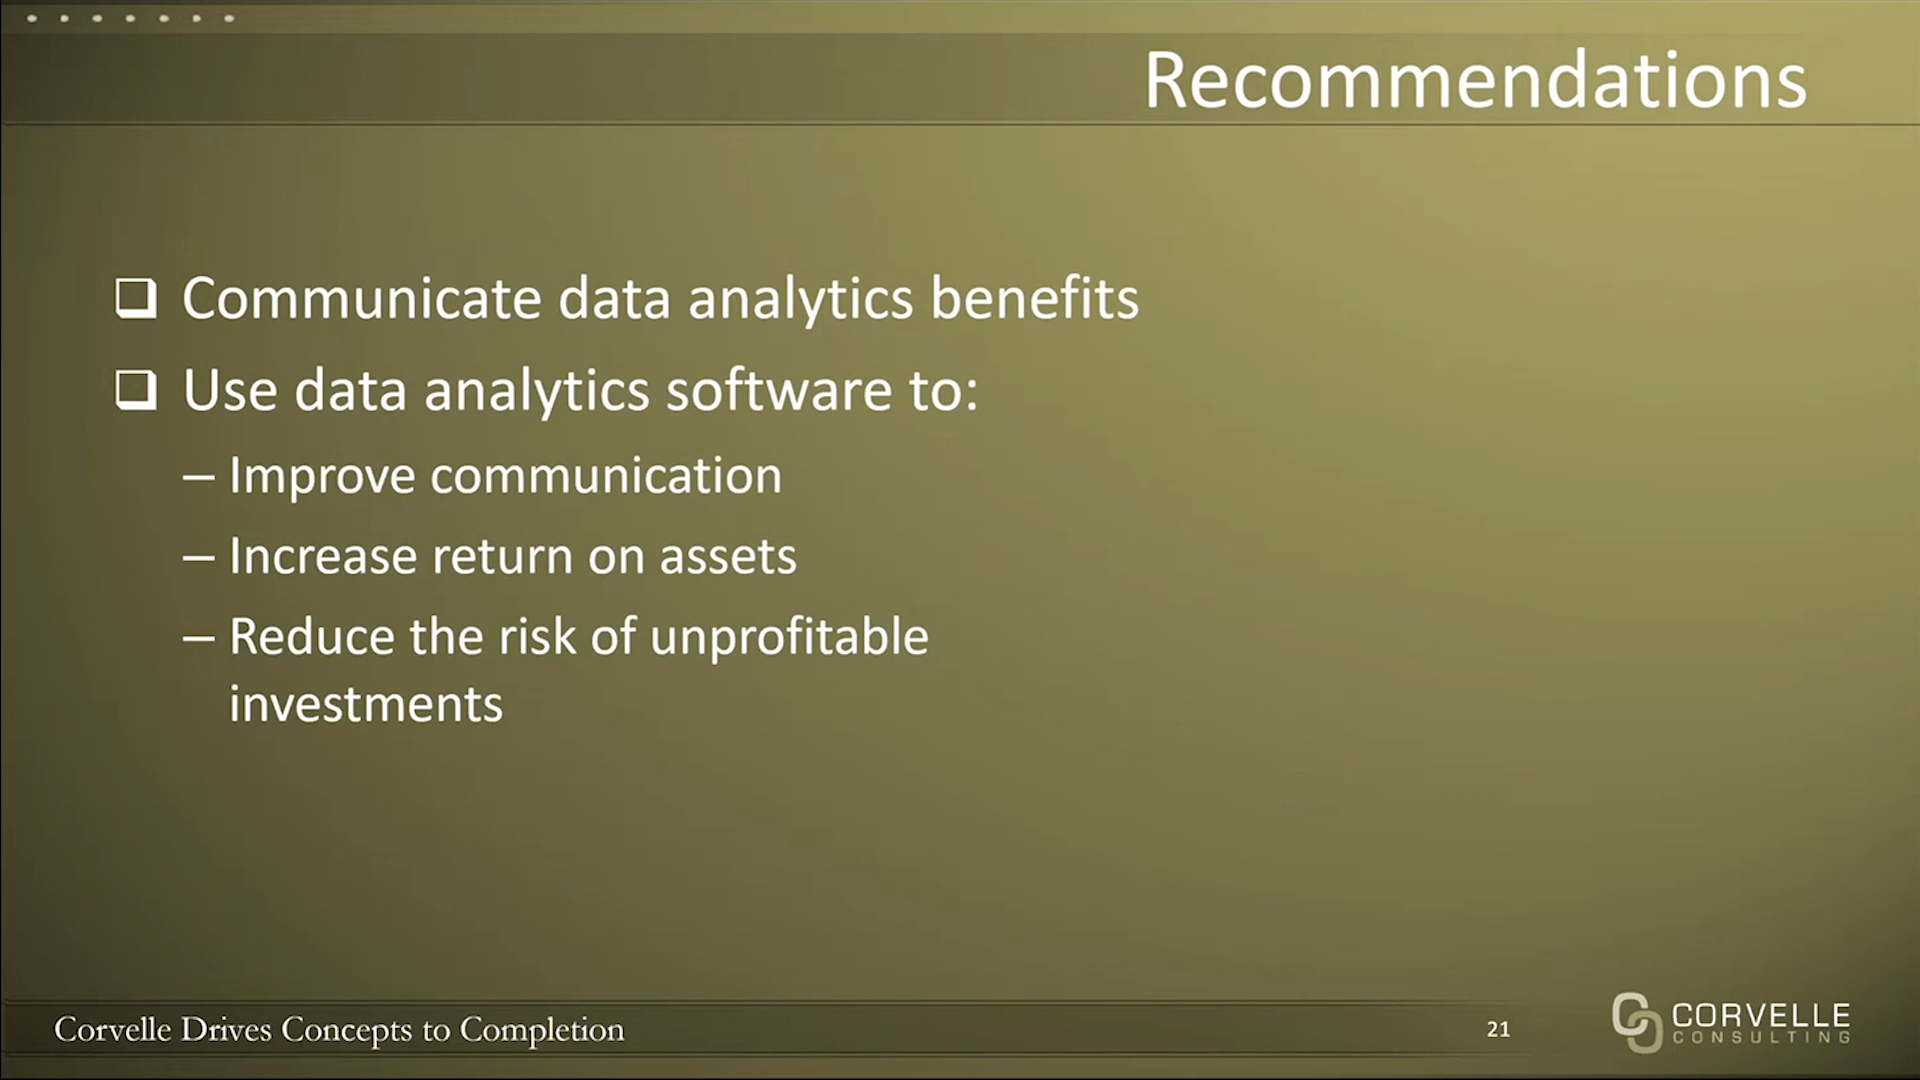 Recommendations
❑ Communicate data analytics benefits
❑ Use data analytics software to:
– Improve communication
– Increase return on assets
– Reduce the risk of unprofitable
investments
Corvelle Drives Concepts to Completion
21
CORVELLE
CONSULTING